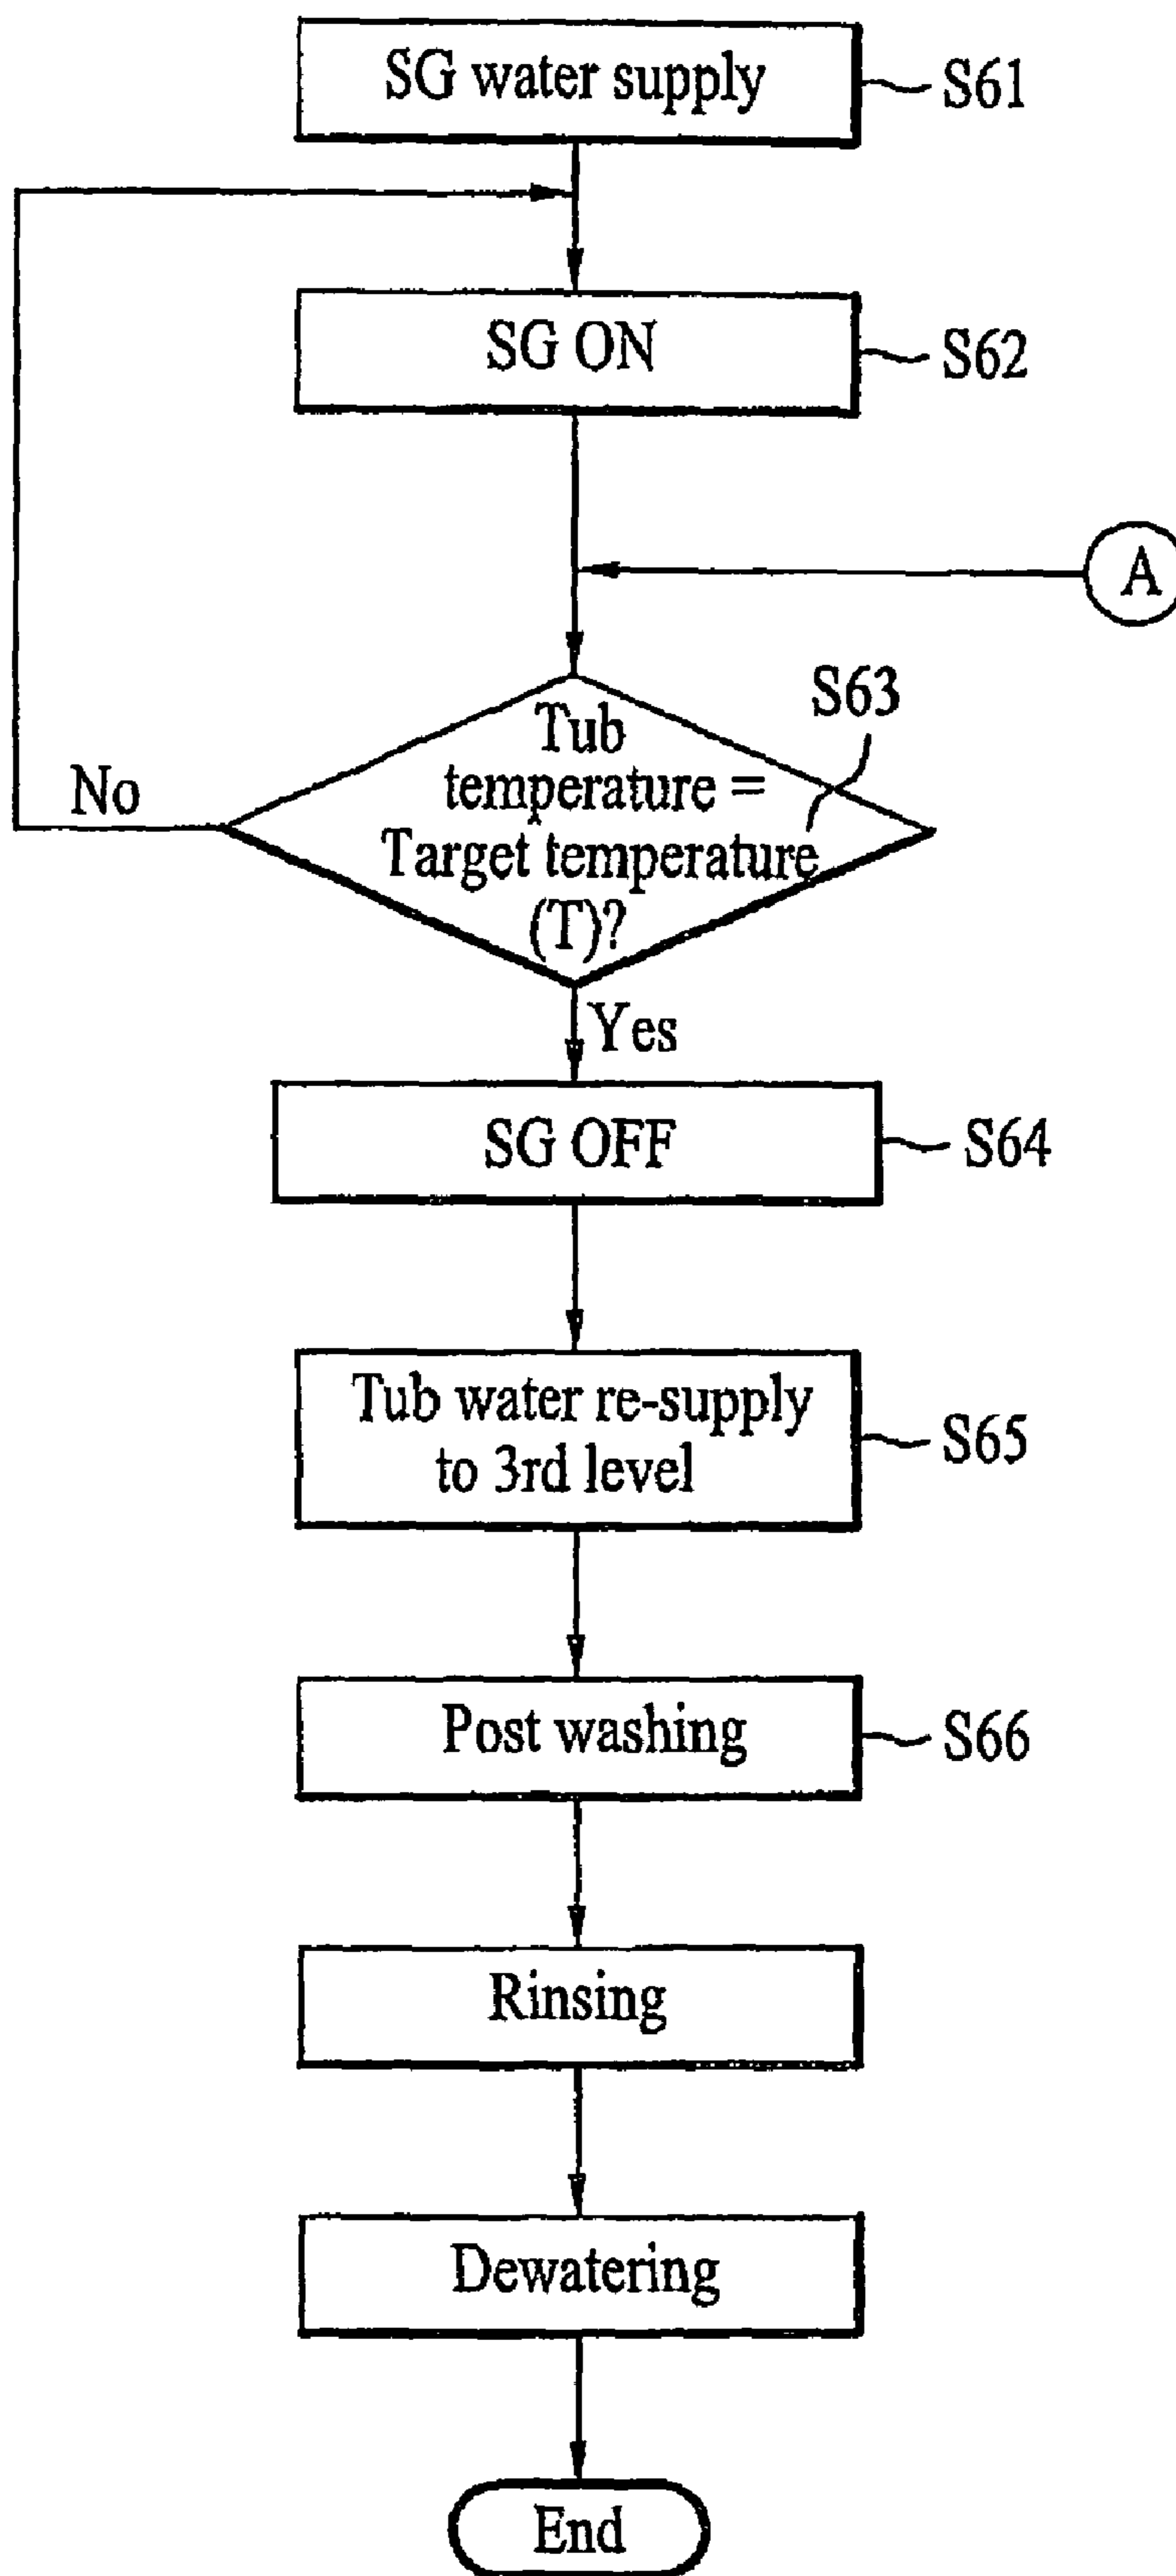 SG water supply
S61
SG ON
S62
A
S63
Tub
temperature =
Target temperature
(T)?
No
Yes
SG OFF
S64
Tub water re-supply
to 3rd level
S65
Post washing
S66
Rinsing
Dewatering
End